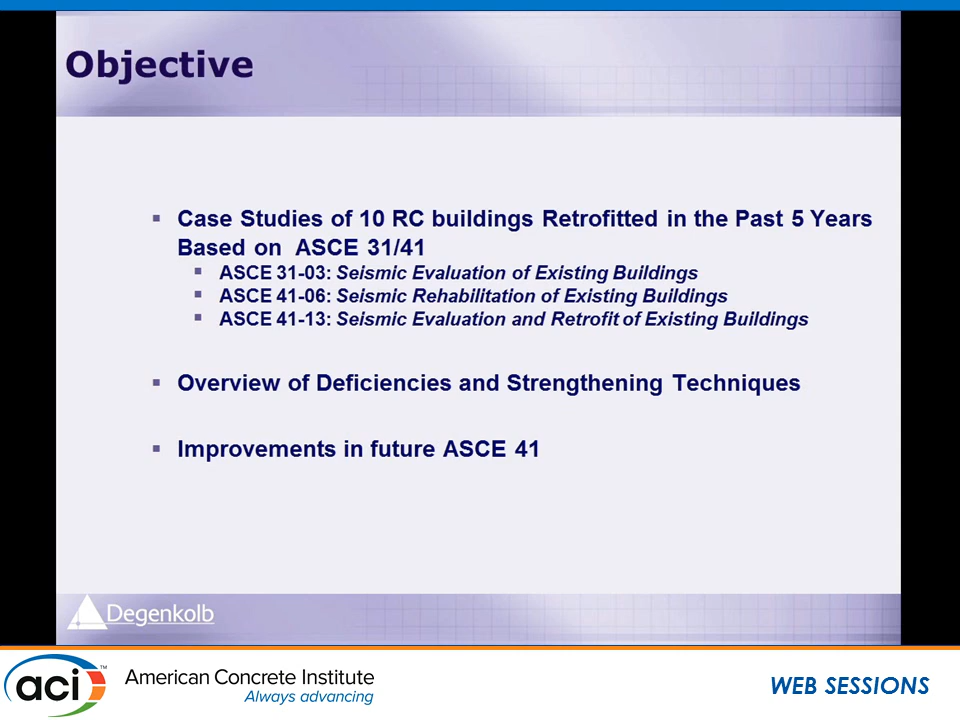 Objective
▪ Case Studies of 10 RC buildings Retrofitted in the Past 5 Years
Based on ASCE 31/41
▪ ASCE 31-03: Seismic Evaluation of Existing Buildings
▪ ASCE 41-06: Seismic Rehabilitation of Existing Buildings
▪ ASCE 41-13: Seismic Evaluation and Retrofit of Existing Buildings
▪ Overview of Deficiencies and Strengthening Techniques
▪ Improvements in future ASCE 41
Degenkolb
aci™
American Concrete Institute
Always advancing
WEB SESSIONS